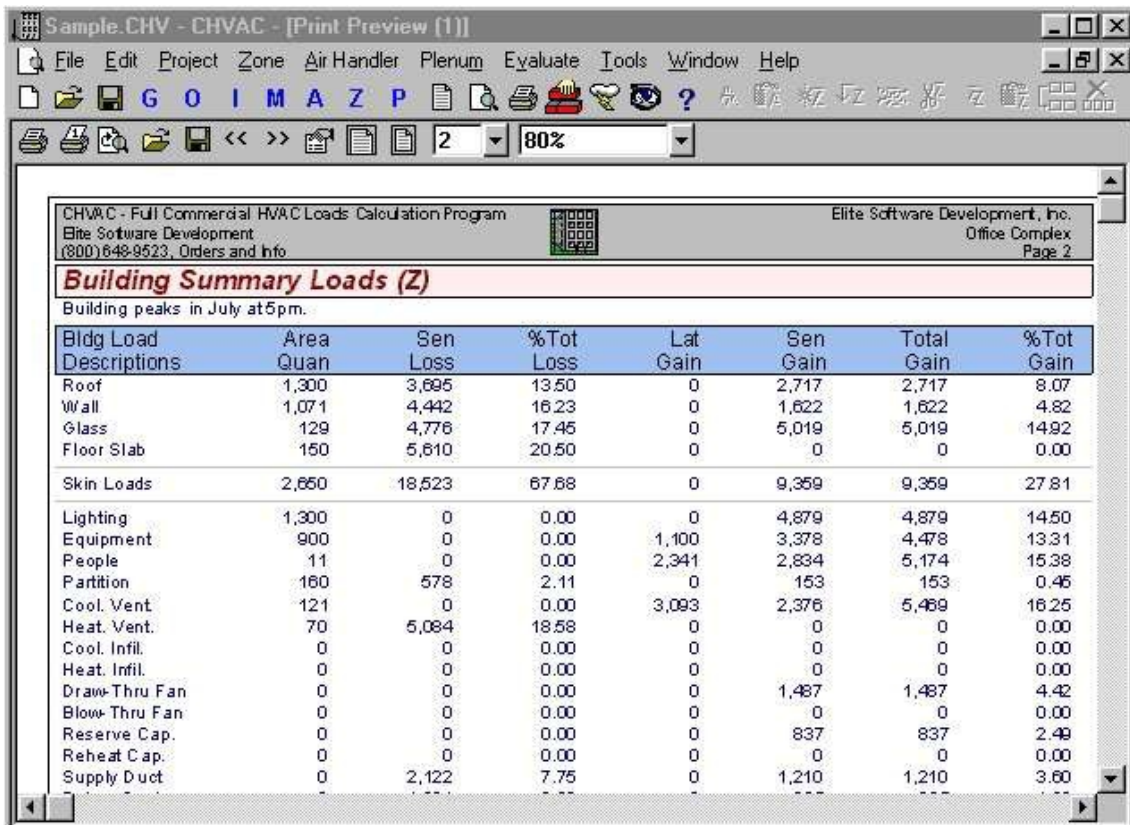 Sample.CHV - CHVAC - [Print Preview (1)]
File Edit Project Zone Air Handler Plenum Evaluate Tools Window Help
G O I M A Z P ?
<< >> 2 80%
CHVAC - Full Commercial HVAC Loads Calculation Program Elite Software Development, Inc.
Elite Software Development Office Complex
(800) 648-9523, Orders and Info Page 2
Building Summary Loads (Z)
Building peaks in July at 5pm.
Bldg Load Area Sen %Tot Lat Sen Total %Tot
Descriptions Quan Loss Loss Gain Gain Gain Gain
Roof 1,300 3,695 13.50 0 2,717 2,717 8.07
Wall 1,071 4,442 16.23 0 1,622 1,622 4.82
Glass 129 4,776 17.45 0 5,019 5,019 14.92
Floor Slab 150 5,610 20.50 0 0 0 0.00
Skin Loads 2,650 18,523 67.68 0 9,359 9,359 27.81
Lighting 1,300 0 0.00 0 4,879 4,879 14.50
Equipment 900 0 0.00 1,100 3,378 4,478 13.31
People 11 0 0.00 2,341 2,834 5,174 15.38
Partition 160 578 2.11 0 153 153 0.45
Cool. Vent. 121 0 0.00 3,093 2,376 5,469 16.25
Heat. Vent. 70 5,084 18.58 0 0 0 0.00
Cool. Infil. 0 0 0.00 0 0 0 0.00
Heat. Infil. 0 0 0.00 0 0 0 0.00
Draw-Thru Fan 0 0 0.00 0 1,487 1,487 4.42
Blow-Thru Fan 0 0 0.00 0 0 0 0.00
Reserve Cap. 0 0 0.00 0 837 837 2.49
Reheat Cap. 0 0 0.00 0 0 0 0.00
Supply Duct 0 2,122 7.75 0 1,210 1,210 3.60